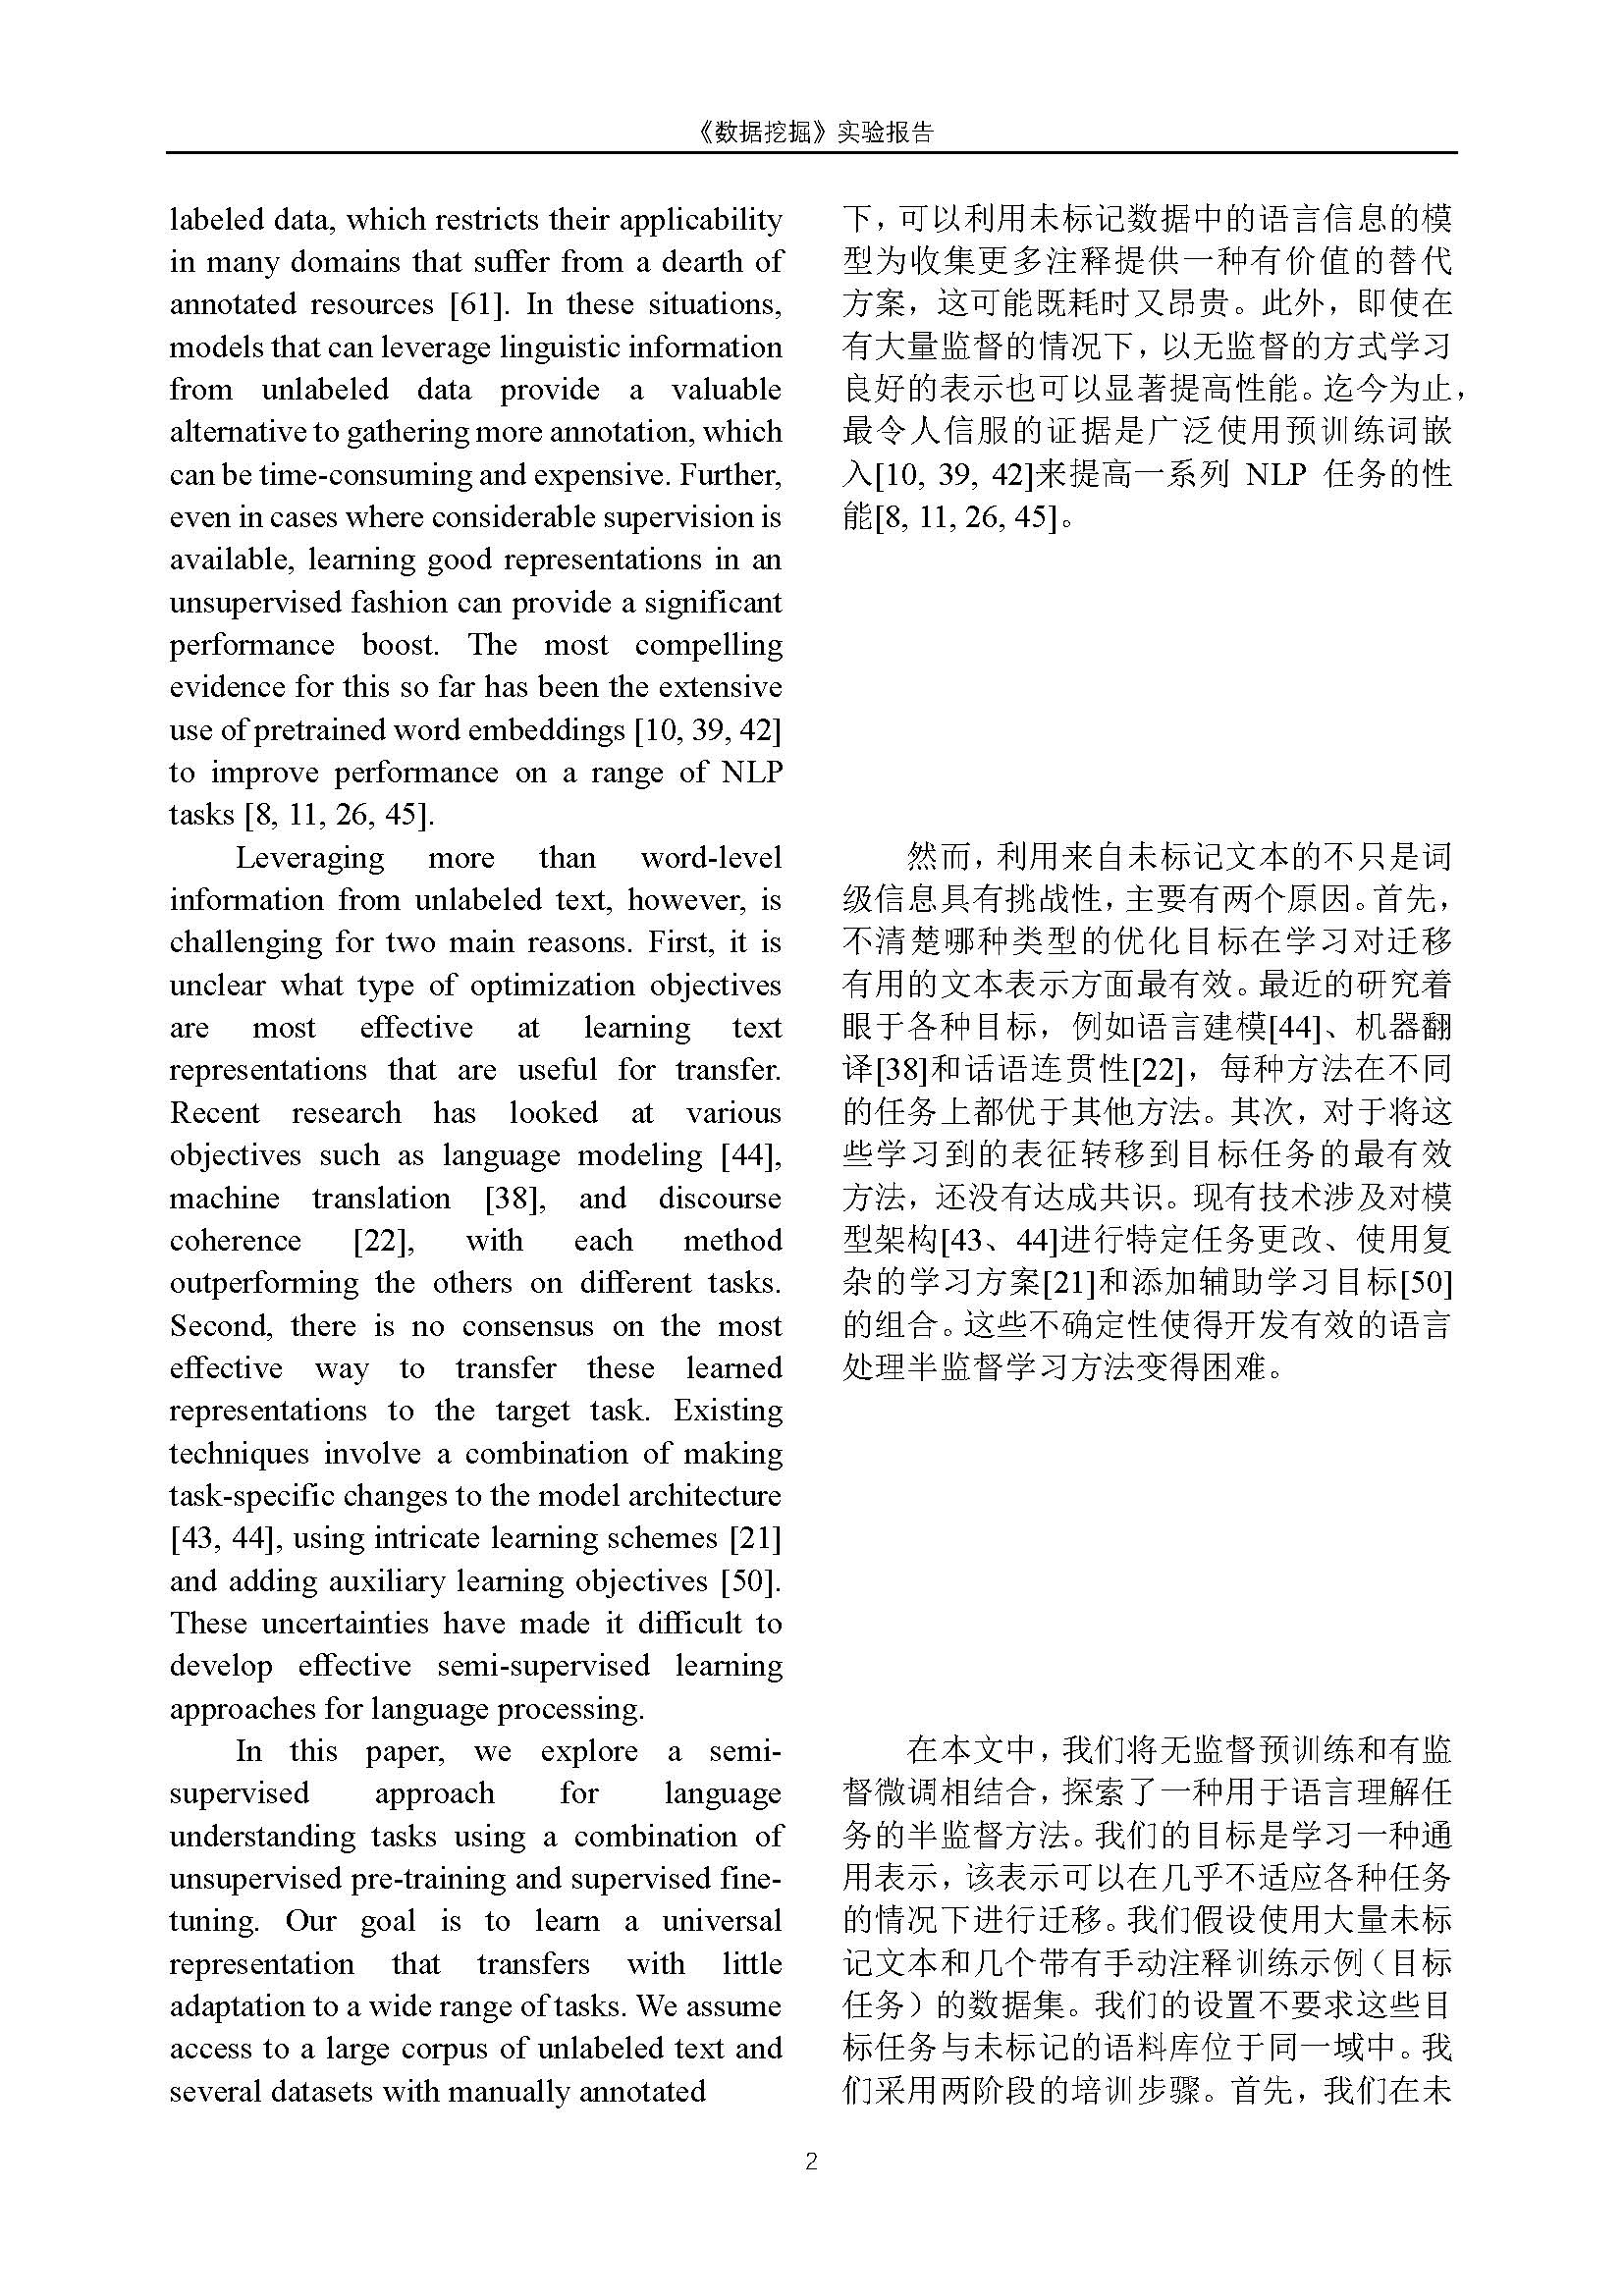 《数据挖掘》实验报告
labeled data, which restricts their applicability
in many domains that suffer from a dearth of
annotated resources [61]. In these situations,
models that can leverage linguistic information
from unlabeled data provide a valuable
alternative to gathering more annotation, which
can be time-consuming and expensive. Further,
even in cases where considerable supervision is
available, learning good representations in an
unsupervised fashion can provide a significant
performance boost. The most compelling
evidence for this so far has been the extensive
use of pretrained word embeddings [10, 39, 42]
to improve performance on a range of NLP
tasks [8, 11, 26, 45].
Leveraging more than word-level
information from unlabeled text, however, is
challenging for two main reasons. First, it is
unclear what type of optimization objectives
are most effective at learning text
representations that are useful for transfer.
Recent research has looked at various
objectives such as language modeling [44],
machine translation [38], and discourse
coherence [22], with each method
outperforming the others on different tasks.
Second, there is no consensus on the most
effective way to transfer these learned
representations to the target task. Existing
techniques involve a combination of making
task-specific changes to the model architecture
[43, 44], using intricate learning schemes [21]
and adding auxiliary learning objectives [50].
These uncertainties have made it difficult to
develop effective semi-supervised learning
approaches for language processing.
In this paper, we explore a semi-
supervised approach for language
understanding tasks using a combination of
unsupervised pre-training and supervised fine-
tuning. Our goal is to learn a universal
representation that transfers with little
adaptation to a wide range of tasks. We assume
access to a large corpus of unlabeled text and
several datasets with manually annotated
下，可以利用未标记数据中的语言信息的模
型为收集更多注释提供一种有价值的替代
方案，这可能既耗时又昂贵。此外，即使在
有大量监督的情况下，以无监督的方式学习
良好的表示也可以显著提高性能。迄今为止，
最令人信服的证据是广泛使用预训练词嵌
入[10, 39, 42]来提高一系列 NLP 任务的性
能[8, 11, 26, 45]。
然而，利用来自未标记文本的不只是词
级信息具有挑战性，主要有两个原因。首先，
不清楚哪种类型的优化目标在学习对迁移
有用的文本表示方面最有效。最近的研究着
眼于各种目标，例如语言建模[44]、机器翻
译[38]和话语连贯性[22]，每种方法在不同
的任务上都优于其他方法。其次，对于将这
些学习到的表征转移到目标任务的最有效
方法，还没有达成共识。现有技术涉及对模
型架构[43、44]进行特定任务更改、使用复
杂的学习方案[21]和添加辅助学习目标[50]
的组合。这些不确定性使得开发有效的语言
处理半监督学习方法变得困难。
在本文中，我们将无监督预训练和有监
督微调相结合，探索了一种用于语言理解任
务的半监督方法。我们的目标是学习一种通
用表示，该表示可以在几乎不适应各种任务
的情况下进行迁移。我们假设使用大量未标
记文本和几个带有手动注释训练示例（目标
任务）的数据集。我们的设置不要求这些目
标任务与未标记的语料库位于同一域中。我
们采用两阶段的培训步骤。首先，我们在未
2